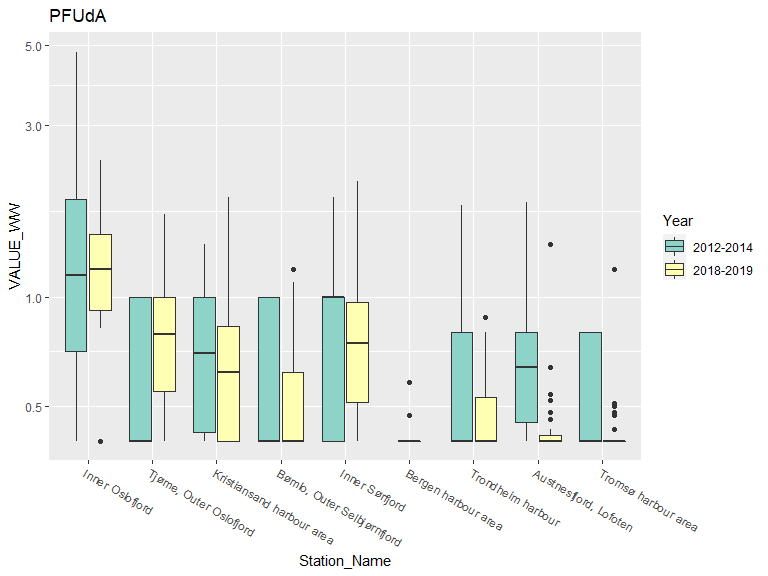 PFUdA
5.0
3.0
1.0
0.5
VALUE_WW
Inner Oslofjord
Tjøme, Outer Oslofjord
Kristiansand harbour area
Bømlo, Outer Selbjørnfjord
Inner Sørfjord
Bergen harbour area
Trondheim harbour
Austnesfjord, Lofoten
Tromsø harbour area
Station_Name
Year
2012-2014
2018-2019